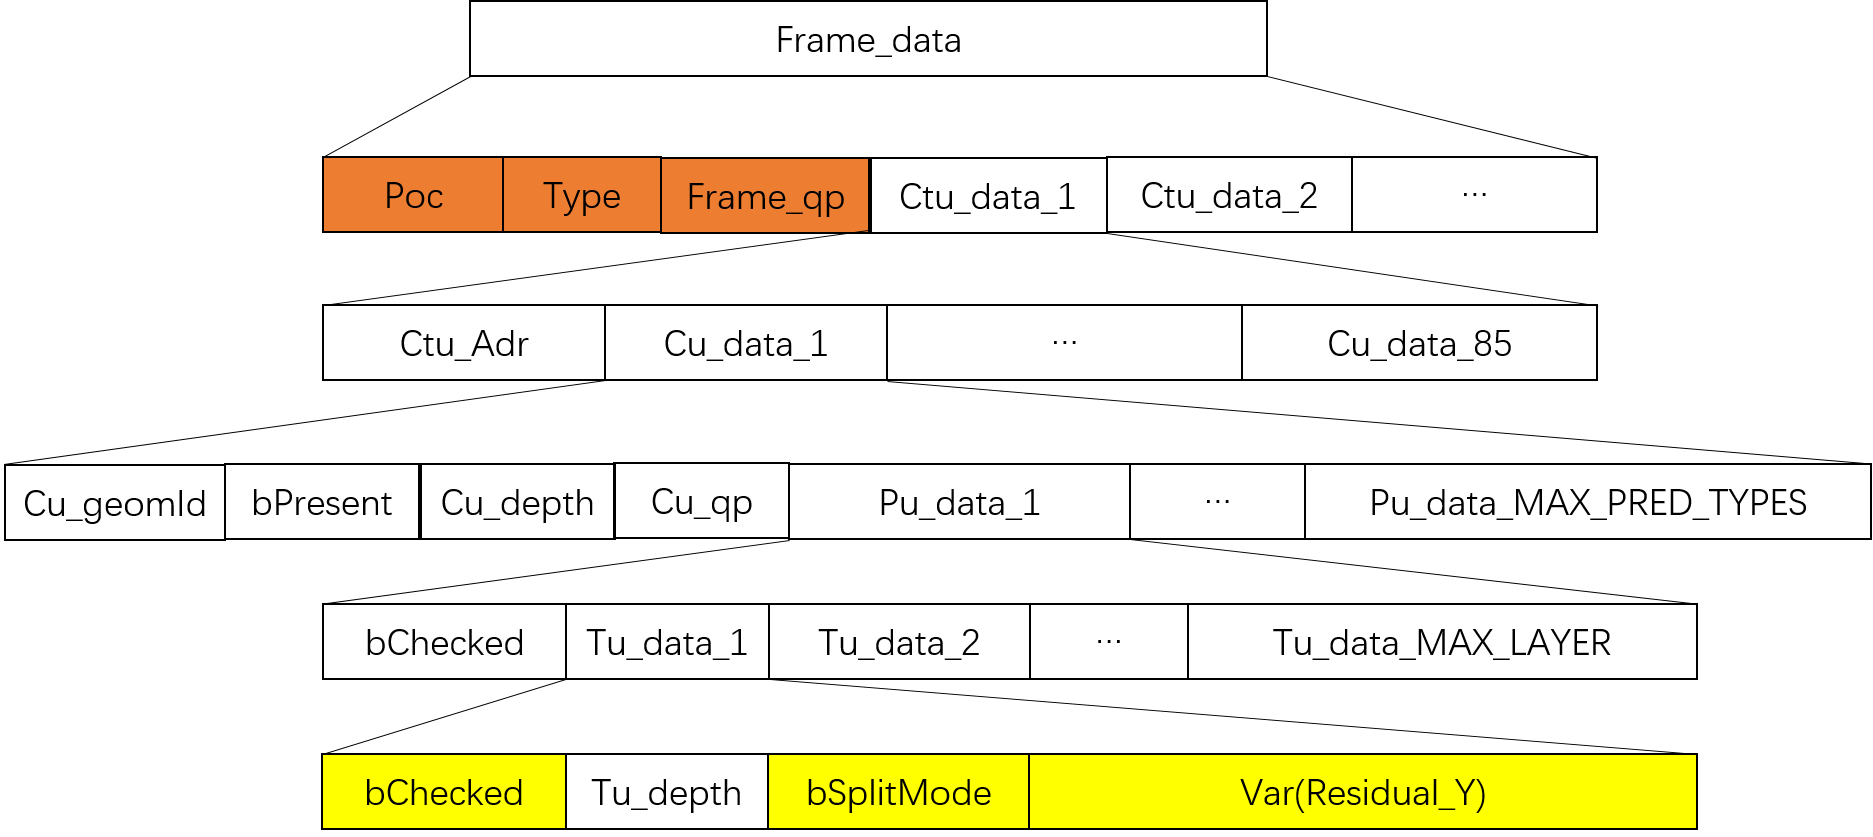 Frame_data
Poc Type Frame_qp Ctu_data_1 Ctu_data_2 ...
Ctu_Adr Cu_data_1 ... Cu_data_85
Cu_geomId bPresent Cu_depth Cu_qp Pu_data_1 ... Pu_data_MAX_PRED_TYPES
bChecked Tu_data_1 Tu_data_2 ... Tu_data_MAX_LAYER
bChecked Tu_depth bSplitMode Var(Residual_Y)